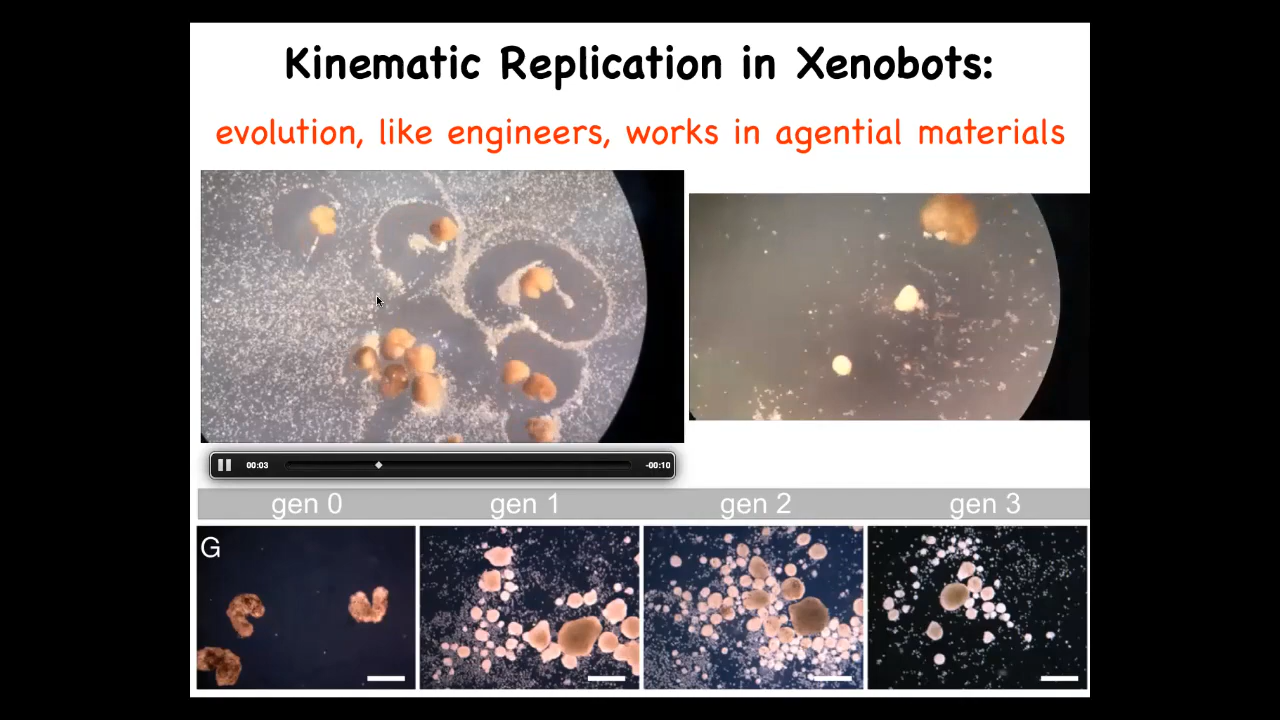 Kinematic Replication in Xenobots:
evolution, like engineers, works in agential materials
00:03
-00:10
gen 0
gen 1
gen 2
gen 3
G